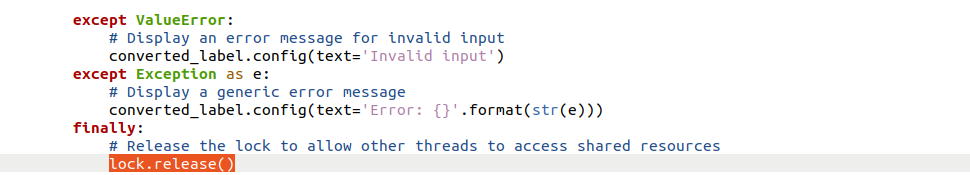 except ValueError:
# Display an error message for invalid input
converted_label.config(text='Invalid input')
except Exception as e:
# Display a generic error message
converted_label.config(text='Error: {}'.format(str(e)))
finally:
# Release the lock to allow other threads to access shared resources
lock.release()